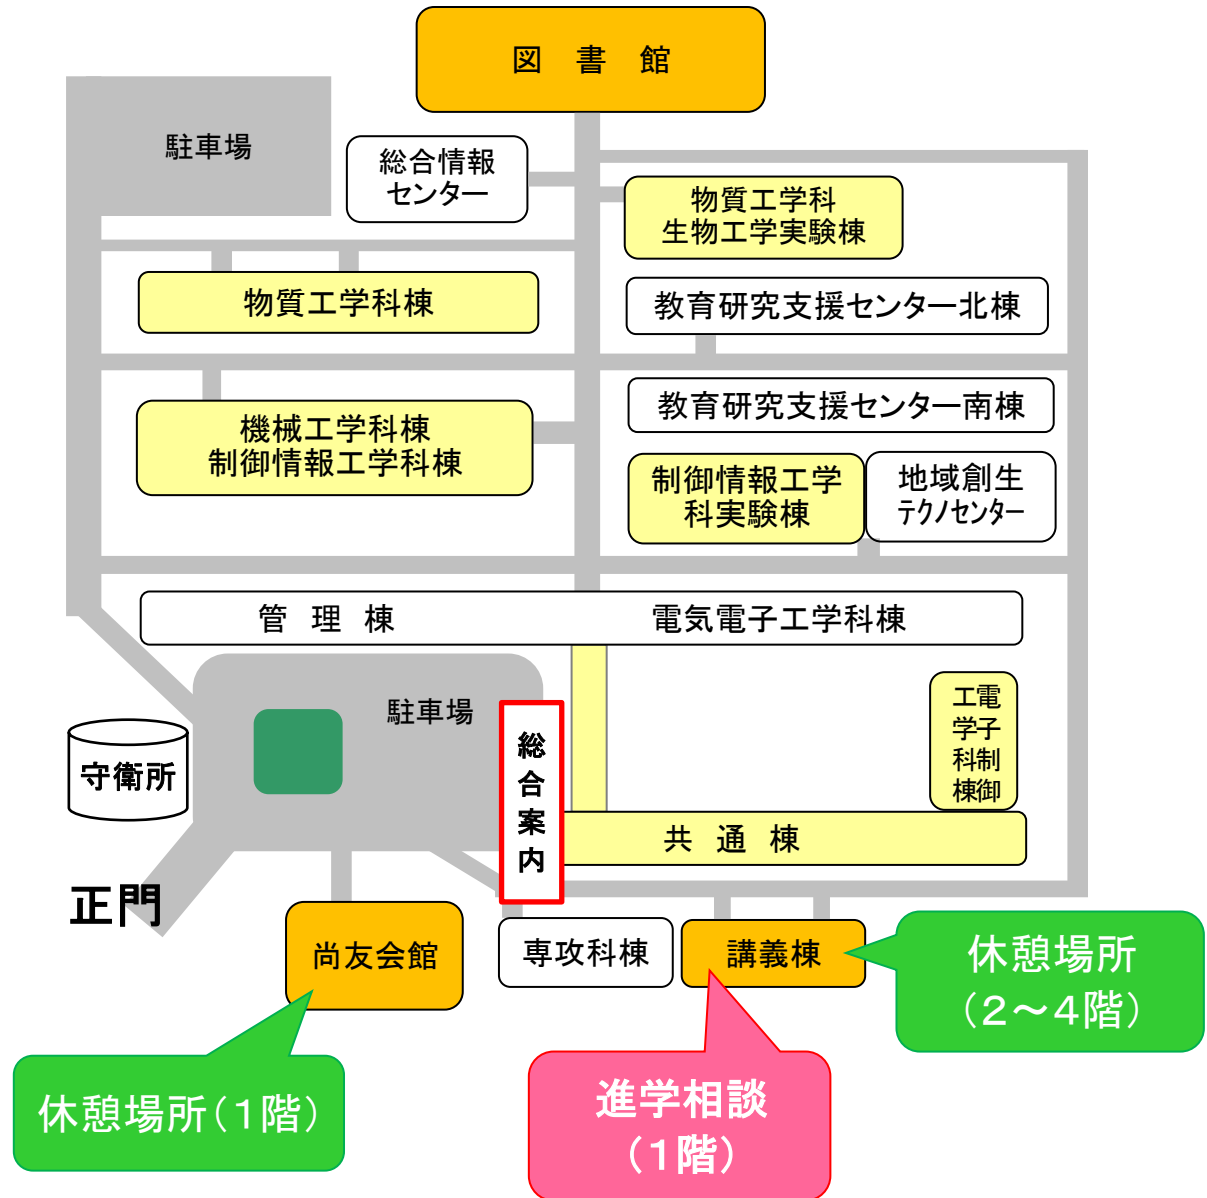 図　書　館
駐車場
総合情報
センター
物質工学科
生物工学実験棟
物質工学科棟
教育研究支援センター北棟
機械工学科棟
制御情報工学科棟
教育研究支援センター南棟
制御情報工学
科実験棟
地域創生
ﾃｸﾉｾﾝﾀｰ
管　理　棟
電気電子工学科棟
駐車場
総合案内
電子制御
工学科棟
守衛所
共　通　棟
正門
尚友会館
専攻科棟
講義棟
休憩場所
（２～４階）
休憩場所（１階）
進学相談
（１階）